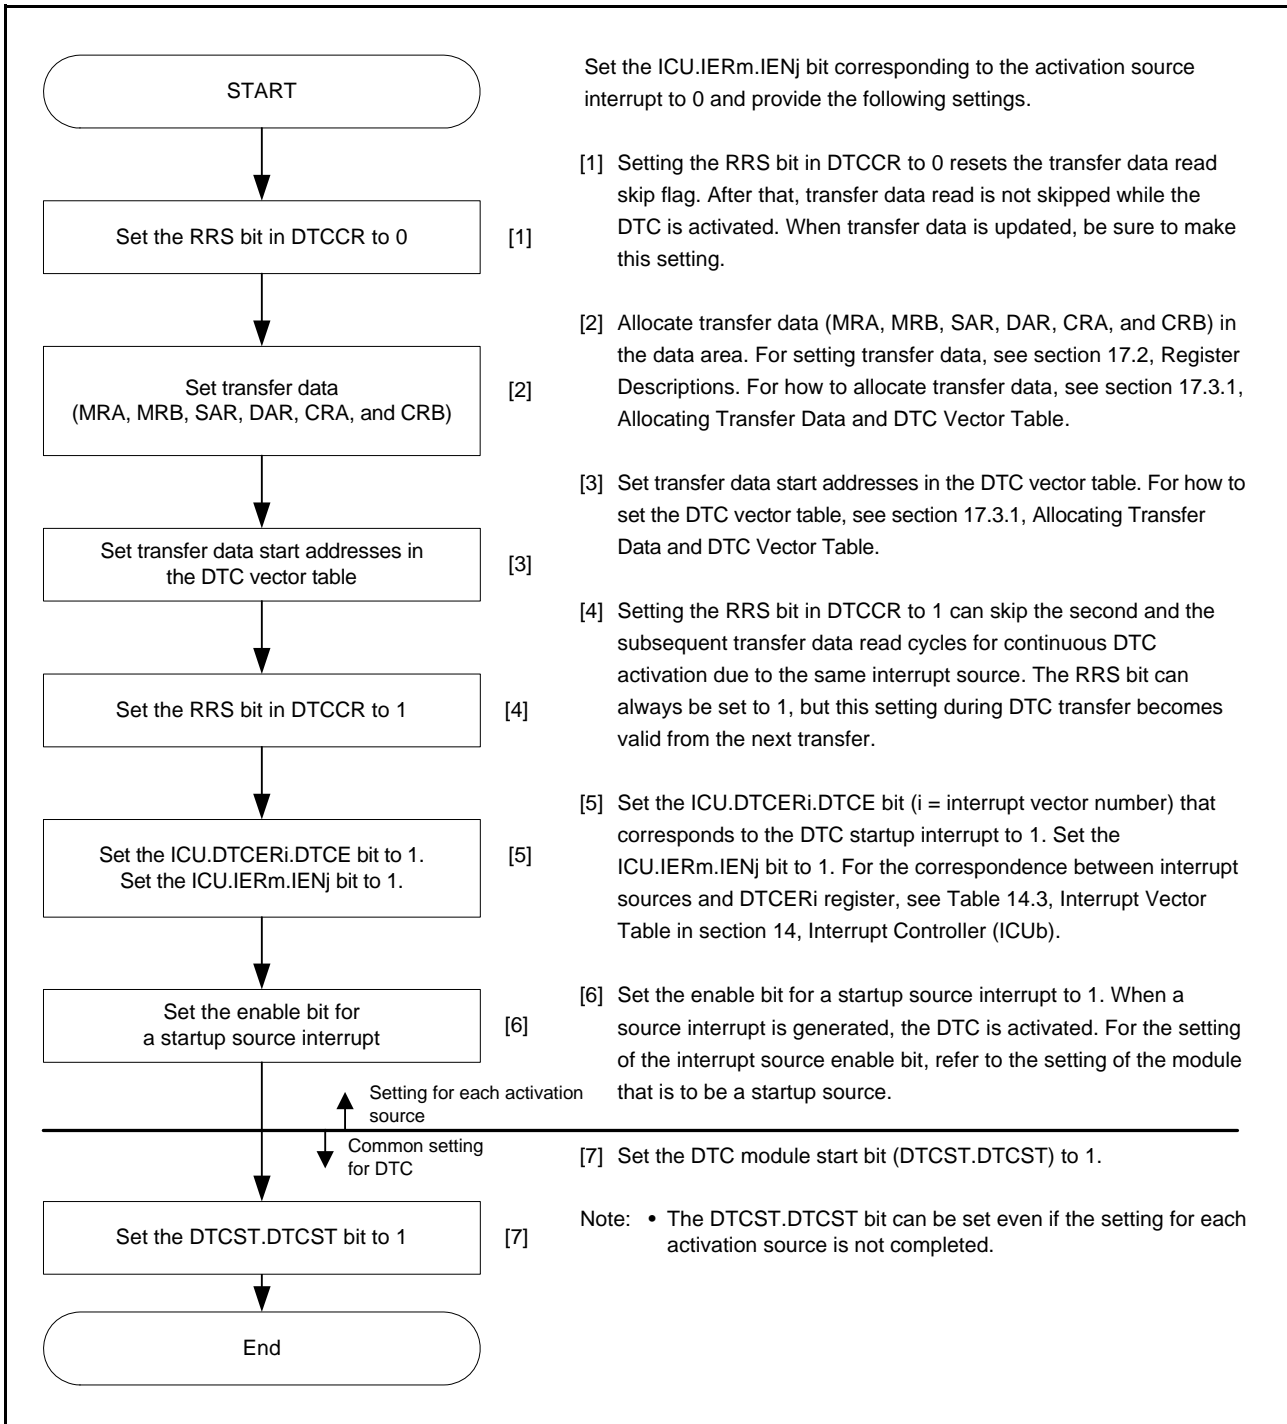 START
Set the RRS bit in DTCCR to 0
[1]
Set transfer data
(MRA, MRB, SAR, DAR, CRA, and CRB)
[2]
Set transfer data start addresses in
the DTC vector table
[3]
Set the RRS bit in DTCCR to 1
[4]
Set the ICU.DTCERi.DTCE bit to 1.
Set the ICU.IERm.IENj bit to 1.
[5]
Set the enable bit for
a startup source interrupt
[6]
Setting for each activation
source
Common setting
for DTC
Set the DTCST.DTCST bit to 1
[7]
End
Set the ICU.IERm.IENj bit corresponding to the activation source
interrupt to 0 and provide the following settings.
[1] Setting the RRS bit in DTCCR to 0 resets the transfer data read
skip flag. After that, transfer data read is not skipped while the
DTC is activated. When transfer data is updated, be sure to make
this setting.
[2] Allocate transfer data (MRA, MRB, SAR, DAR, CRA, and CRB) in
the data area. For setting transfer data, see section 17.2, Register
Descriptions. For how to allocate transfer data, see section 17.3.1,
Allocating Transfer Data and DTC Vector Table.
[3] Set transfer data start addresses in the DTC vector table. For how to
set the DTC vector table, see section 17.3.1, Allocating Transfer
Data and DTC Vector Table.
[4] Setting the RRS bit in DTCCR to 1 can skip the second and the
subsequent transfer data read cycles for continuous DTC
activation due to the same interrupt source. The RRS bit can
always be set to 1, but this setting during DTC transfer becomes
valid from the next transfer.
[5] Set the ICU.DTCERi.DTCE bit (i = interrupt vector number) that
corresponds to the DTC startup interrupt to 1. Set the
ICU.IERm.IENj bit to 1. For the correspondence between interrupt
sources and DTCERi register, see Table 14.3, Interrupt Vector
Table in section 14, Interrupt Controller (ICUb).
[6] Set the enable bit for a startup source interrupt to 1. When a
source interrupt is generated, the DTC is activated. For the setting
of the interrupt source enable bit, refer to the setting of the module
that is to be a startup source.
[7] Set the DTC module start bit (DTCST.DTCST) to 1.
Note: • The DTCST.DTCST bit can be set even if the setting for each
activation source is not completed.